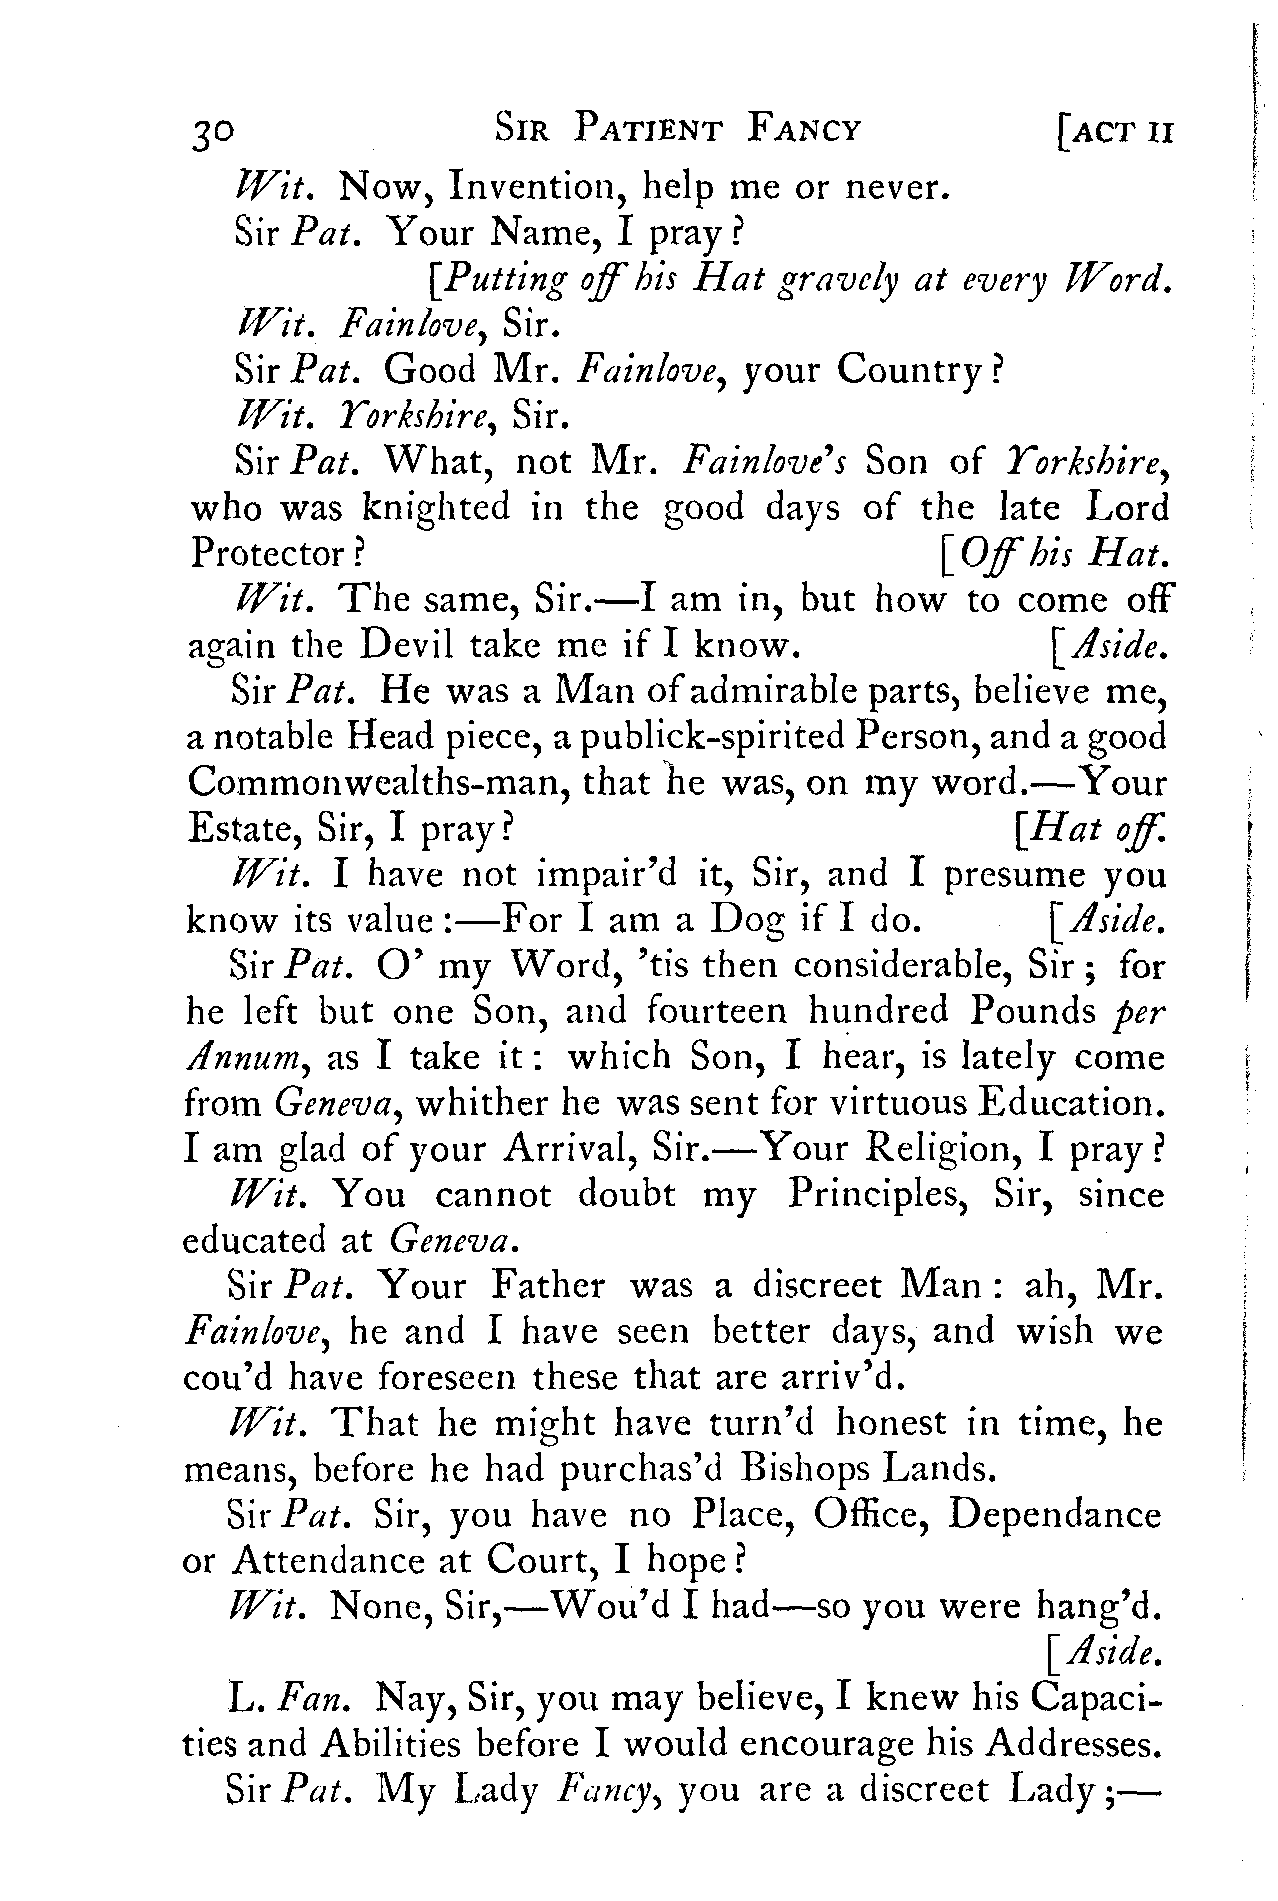 30 SIR PATIENT FANCY [ACT II
Wit. Now, Invention, help me or never.
Sir Pat. Your Name, I pray?
[Putting off his Hat gravely at every Word.
Wit. Fainlove, Sir.
Sir Pat. Good Mr. Fainlove, your Country?
Wit. Yorkshire, Sir.
Sir Pat. What, not Mr. Fainlove's Son of Yorkshire,
who was knighted in the good days of the late Lord
Protector? [Off his Hat.
Wit. The same, Sir.—I am in, but how to come off
again the Devil take me if I know. [Aside.
Sir Pat. He was a Man of admirable parts, believe me,
a notable Head piece, a publick-spirited Person, and a good
Commonwealths-man, that he was, on my word.—Your
Estate, Sir, I pray? [Hat off.
Wit. I have not impair'd it, Sir, and I presume you
know its value:—For I am a Dog if I do. [Aside.
Sir Pat. O' my Word, 'tis then considerable, Sir; for
he left but one Son, and fourteen hundred Pounds per
Annum, as I take it: which Son, I hear, is lately come
from Geneva, whither he was sent for virtuous Education.
I am glad of your Arrival, Sir.—Your Religion, I pray?
Wit. You cannot doubt my Principles, Sir, since
educated at Geneva.
Sir Pat. Your Father was a discreet Man: ah, Mr.
Fainlove, he and I have seen better days, and wish we
cou'd have foreseen these that are arriv'd.
Wit. That he might have turn'd honest in time, he
means, before he had purchas'd Bishops Lands.
Sir Pat. Sir, you have no Place, Office, Dependance
or Attendance at Court, I hope?
Wit. None, Sir,—Wou'd I had—so you were hang'd.
[Aside.
L. Fan. Nay, Sir, you may believe, I knew his Capaci-
ties and Abilities before I would encourage his Addresses.
Sir Pat. My Lady Fancy, you are a discreet Lady;—